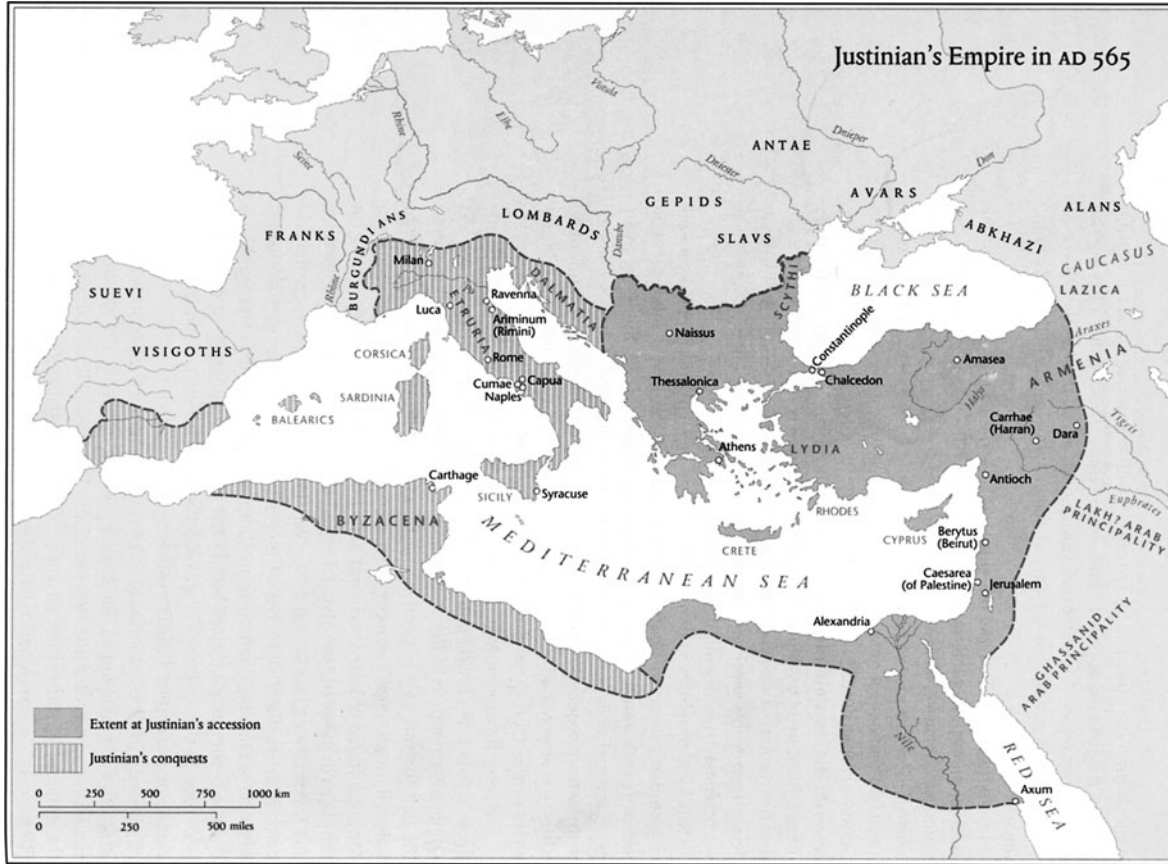 Justinian's Empire in AD 565
Vistula
Elbe
Rhine
Rhine
Seine
Dnieper
Don
Dniester
ANTAE
AVARS
ALANS
GEPIDS
ABKHAZI
LOMBARDS
BURGUNDIANS
FRANKS
Danube
SLAVS
CAUCASUS
LAZICA
SCYTHI
BLACK SEA
SUEVI
VISIGOTHS
Rhône
Milan
DALMATIA
Ravenna
Ariminum
(Rimini)
Luca
ETRURIA
Naissus
Constantinople
Chalcedon
Amasea
Araxes
ARMENIA
CORSICA
Rome
Capua
Cumae
Naples
Thessalonica
Halys
Carrhae
(Harran)
Dara
Tigris
SARDINIA
BALEARICS
Athens
LYDIA
Antioch
Euphrates
Carthage
SICILY
Syracuse
RHODES
LAKH? ARAB
PRINCIPALITY
BYZACENA
CRETE
CYPRUS
Berytus
(Beirut)
MEDITERRANEAN SEA
Caesarea
(of Palestine)
Jerusalem
Alexandria
GHASSANID
ARAB PRINCIPALITY
Nile
RED SEA
Axum
Extent at Justinian's accession
Justinian's conquests
0 250 500 750 1000 km
0 250 500 miles